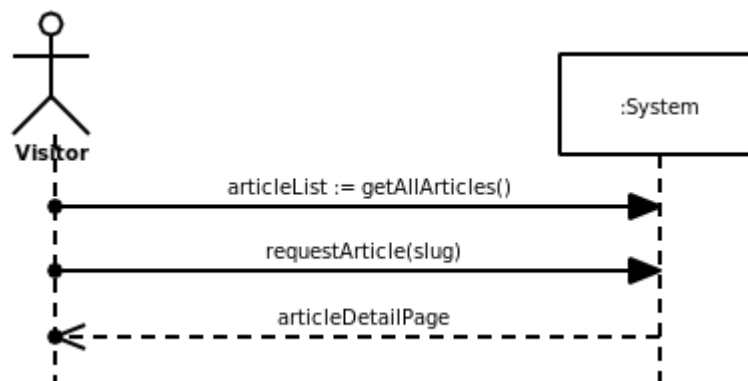 :System
Visitor
articleList := getAllArticles()
requestArticle(slug)
articleDetailPage